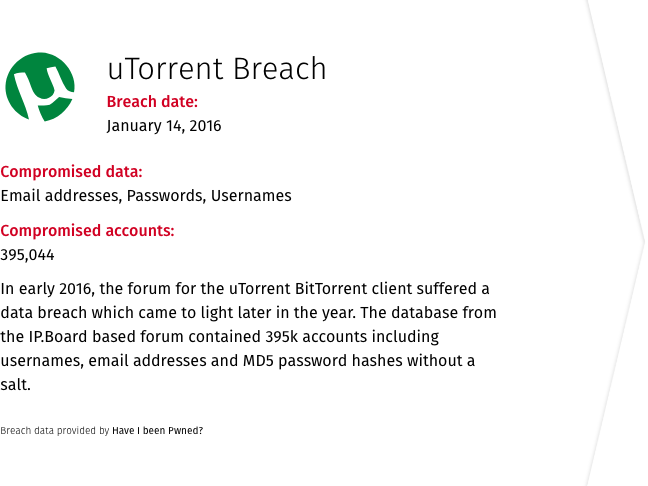 uTorrent Breach
Breach date:
January 14, 2016
Compromised data:
Email addresses, Passwords, Usernames
Compromised accounts:
395,044
In early 2016, the forum for the uTorrent BitTorrent client suffered a
data breach which came to light later in the year. The database from
the IP.Board based forum contained 395k accounts including
usernames, email addresses and MD5 password hashes without a
salt.
Breach data provided by Have I been Pwned?